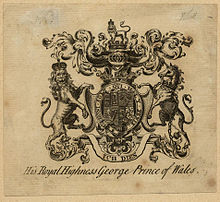 ICH DIEN
His Royal Highness George Prince of Wales.